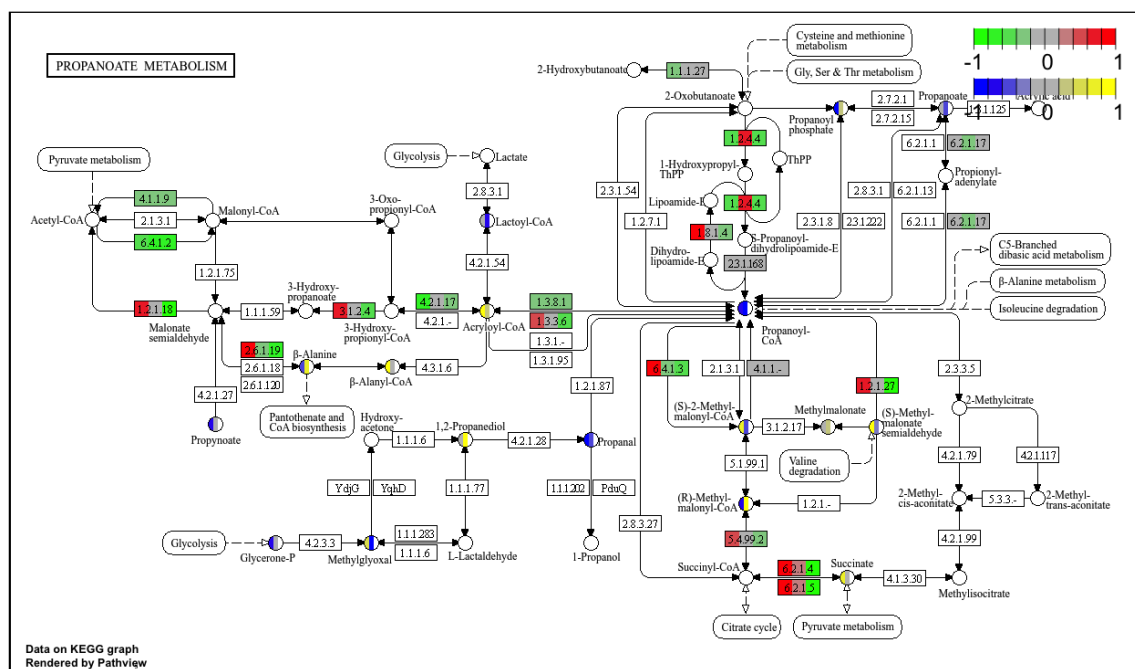 PROPANOATE METABOLISM
-1 0 1
-1 0 1
Cysteine and methionine
metabolism
Gly, Ser & Thr metabolism
2-Hydroxybutanoate
1.1.1.27
2-Oxobutanoate
Propanoyl
phosphate
2.7.2.1
2.7.2.15
Propanoate
Acrylic acid
6.2.1.1
6.2.1.17
Propionyl-
adenylate
1.2.4.4
ThPP
1-Hydroxypropyl-
ThPP
2.3.1.54
1.2.7.1
Lipoamide-E
1.2.4.4
1.8.1.4
Dihydro-
lipoamide-E
S-Propanoyl-
dihydrolipoamide-E
2.3.1.168
2.3.1.8
2.3.1.222
2.8.3.1
6.2.1.13
6.2.1.1
6.2.1.17
C5-Branched
dibasic acid metabolism
β-Alanine metabolism
Isoleucine degradation
Pyruvate metabolism
Glycolysis
Lactate
2.8.3.1
Lactoyl-CoA
4.2.1.54
Acetyl-CoA
4.1.1.9
2.1.3.1
6.4.1.2
Malonyl-CoA
3-Oxo-
propionyl-CoA
1.2.1.75
1.2.1.18
Malonate
semialdehyde
1.1.1.59
3-Hydroxy-
propanoate
3.1.2.4
3-Hydroxy-
propionyl-CoA
4.2.1.17
4.2.1.-
Acryloyl-CoA
1.3.8.1
1.3.3.6
1.3.1.-
1.3.1.95
Propanoyl-
CoA
2.6.1.19
2.6.1.18
2.6.1.120
β-Alanine
β-Alanyl-CoA
4.3.1.6
4.2.1.27
Propynoate
Pantothenate and
CoA biosynthesis
1.2.1.87
6.4.1.3
2.1.3.1
4.1.1.-
1.2.1.27
2.3.3.5
2-Methylcitrate
(S)-2-Methyl-
malonyl-CoA
Methylmalonate
3.1.2.17
(S)-Methyl-
malonate
semialdehyde
Valine
degradation
5.1.99.1
4.2.1.79
4.2.1.117
(R)-Methyl-
malonyl-CoA
1.2.1.-
2-Methyl-
cis-aconitate
5.3.3.-
2-Methyl-
trans-aconitate
Hydroxy-
acetone
1.1.1.6
1,2-Propanediol
4.2.1.28
Propanal
YdjG
YqhD
1.1.1.77
1.1.1.202
PduQ
2.8.3.27
5.4.99.2
4.2.1.99
Glycolysis
Glycerone-P
4.2.3.3
Methylglyoxal
1.1.1.283
1.1.1.6
L-Lactaldehyde
1-Propanol
Succinyl-CoA
6.2.1.4
6.2.1.5
Succinate
4.1.3.30
Methylisocitrate
Citrate cycle
Pyruvate metabolism
Data on KEGG graph
Rendered by Pathview